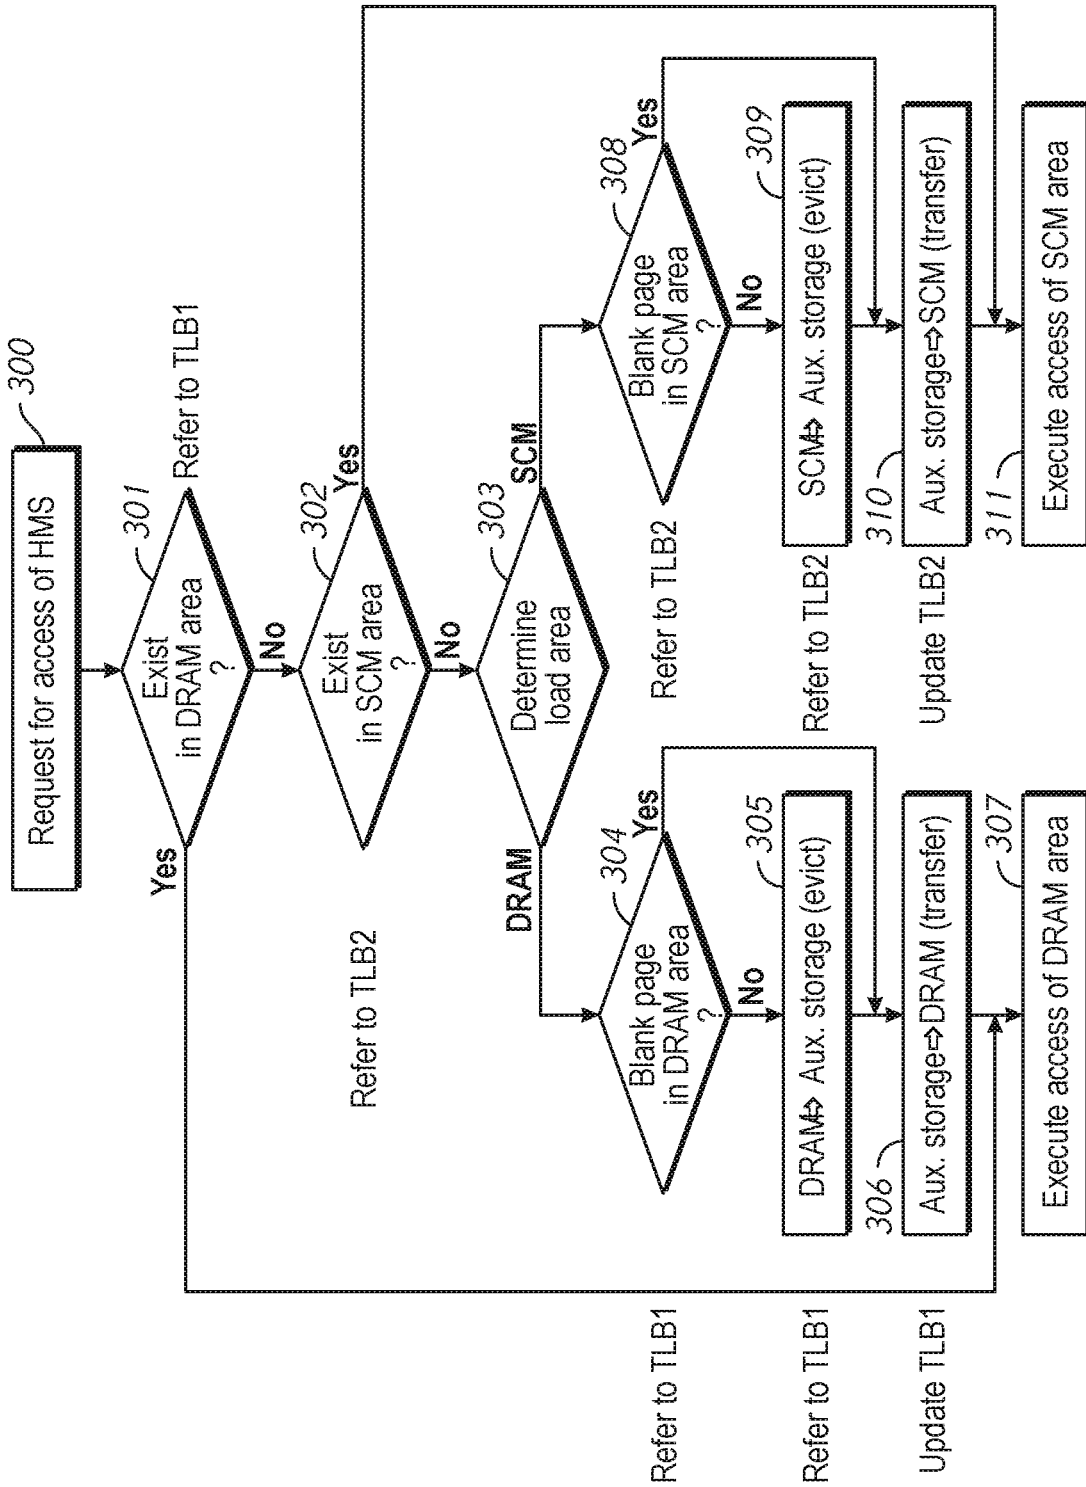 Request for access of HMS
300
Exist
in DRAM area
?
301
Refer to TLB1
Yes
No
Exist
in SCM area
?
302
Refer to TLB2
Yes
No
Determine
load area
303
DRAM
SCM
Blank page
in DRAM area
?
304
Refer to TLB1
Yes
No
DRAM⇨ Aux. storage (evict)
305
Refer to TLB1
Aux. storage⇨DRAM (transfer)
306
Update TLB1
Execute access of DRAM area
307
Blank page
in SCM area
?
308
Refer to TLB2
Yes
No
SCM⇨ Aux. storage (evict)
309
Refer to TLB2
Aux. storage⇨SCM (transfer)
310
Update TLB2
Execute access of SCM area
311